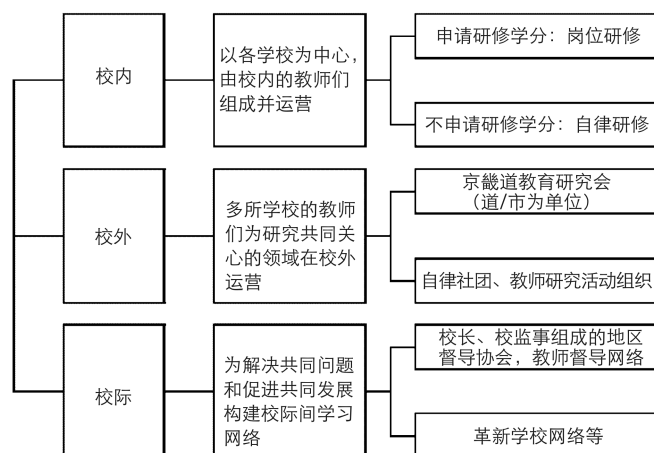 校内
以各学校为中心，
由校内的教师们
组成并运营
申请研修学分：岗位研修
不申请研修学分：自律研修
校外
多所学校的教师
们为研究共同关
心的领域在校外
运营
京畿道教育研究会
（道/市为单位）
自律社团、教师研究活动组织
校际
为解决共同问题
和促进共同发展
构建校际间学习
网络
校长、校监事组成的地区
督导协会，教师督导网络
革新学校网络等